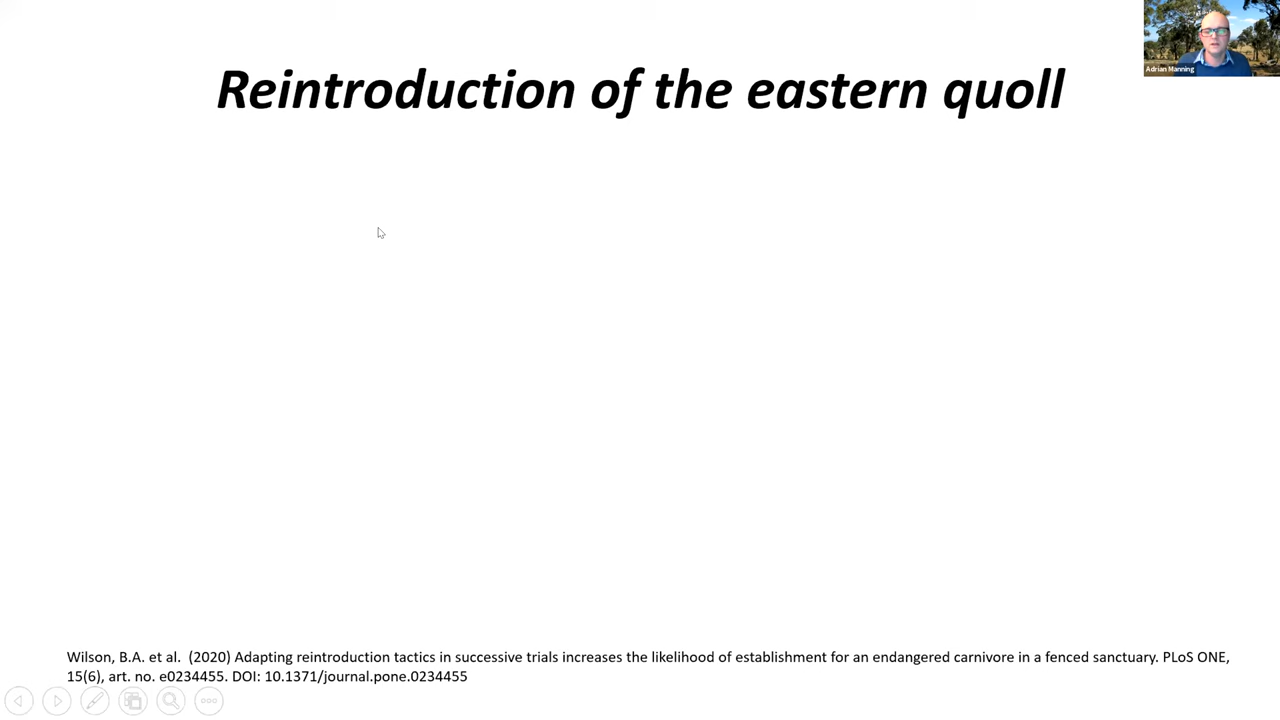 Adrian Manning
Reintroduction of the eastern quoll
Wilson, B.A. et al.  (2020) Adapting reintroduction tactics in successive trials increases the likelihood of establishment for an endangered carnivore in a fenced sanctuary. PLoS ONE,
15(6), art. no. e0234455. DOI: 10.1371/journal.pone.0234455